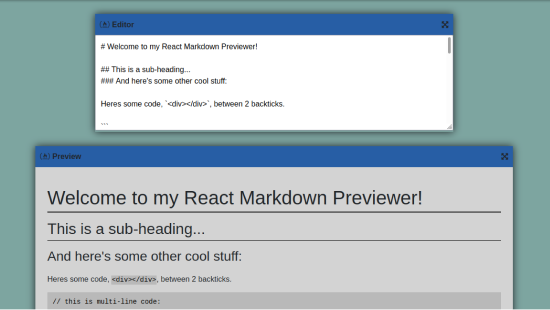 Editor
# Welcome to my React Markdown Previewer!
## This is a sub-heading...
### And here's some other cool stuff:
Heres some code, `<div></div>`, between 2 backticks.
```
Preview
Welcome to my React Markdown Previewer!
This is a sub-heading...
And here's some other cool stuff:
Heres some code, <div></div>, between 2 backticks.
// this is multi-line code: